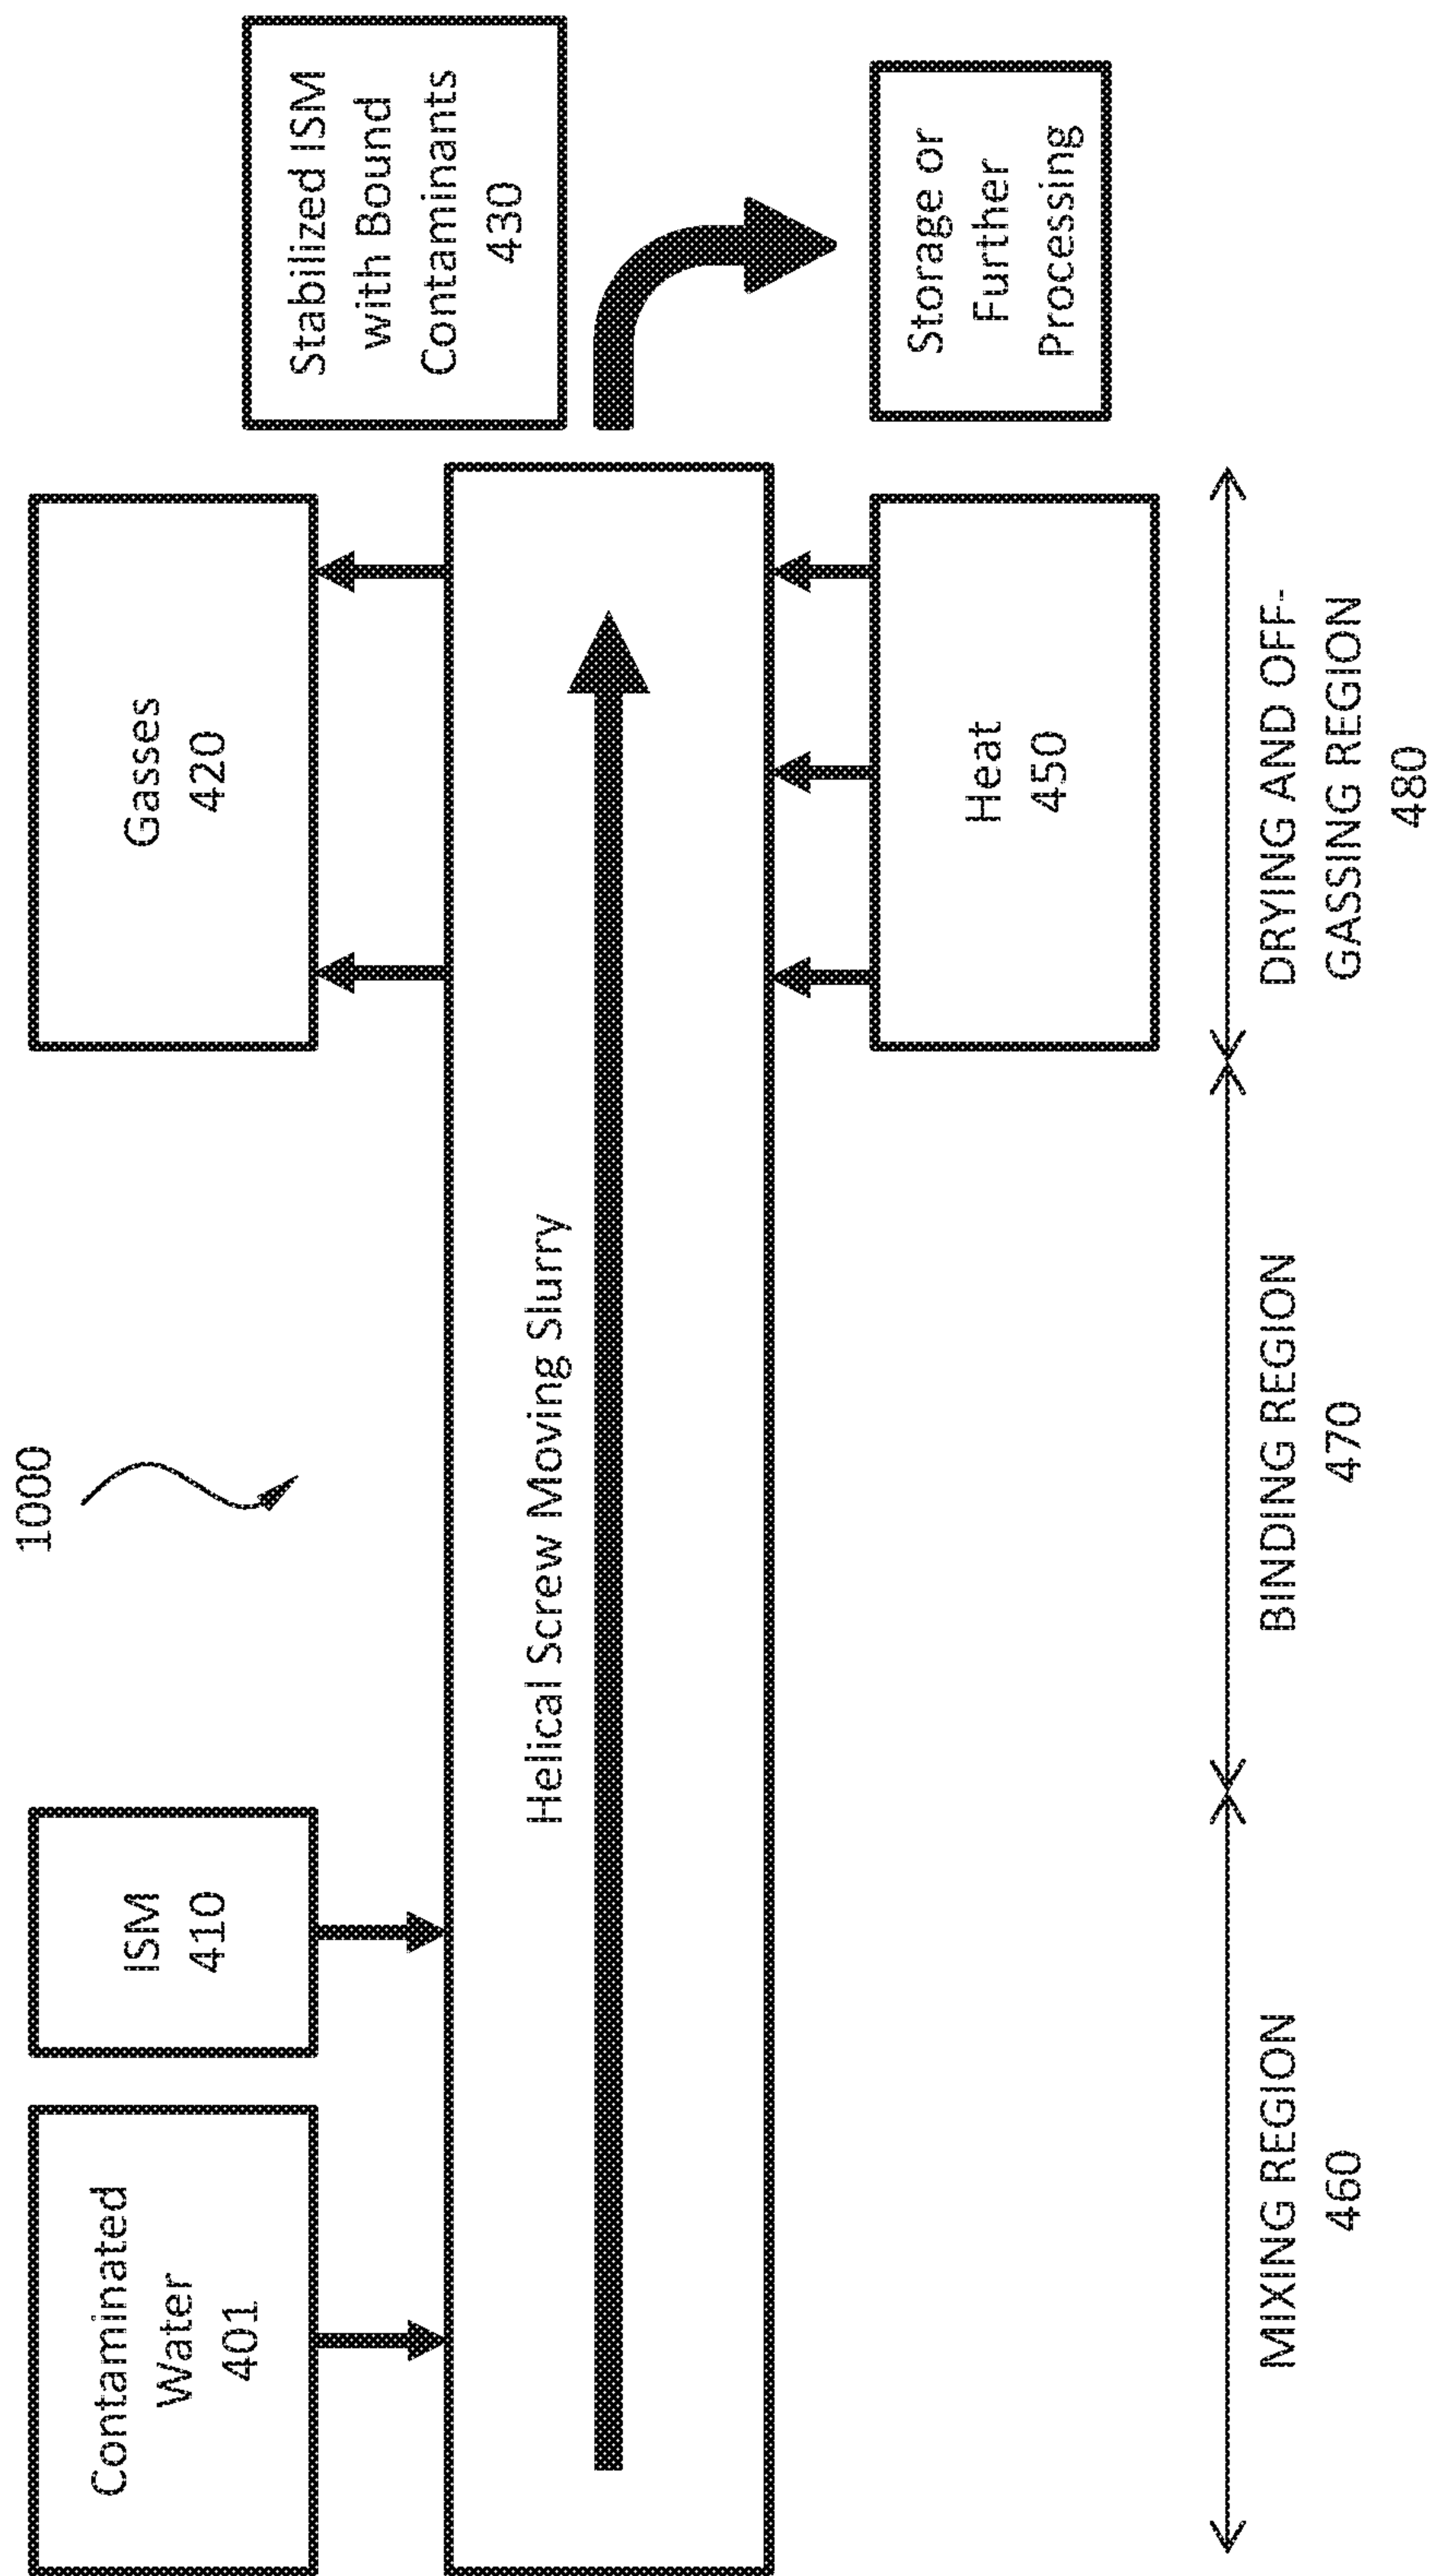 1000
Contaminated
Water
401
ISM
410
Gasses
420
Stabilized ISM
with Bound
Contaminants
430
Helical Screw Moving Slurry
Heat
450
Storage or
Further
Processing
MIXING REGION
460
BINDING REGION
470
DRYING AND OFF-
GASSING REGION
480